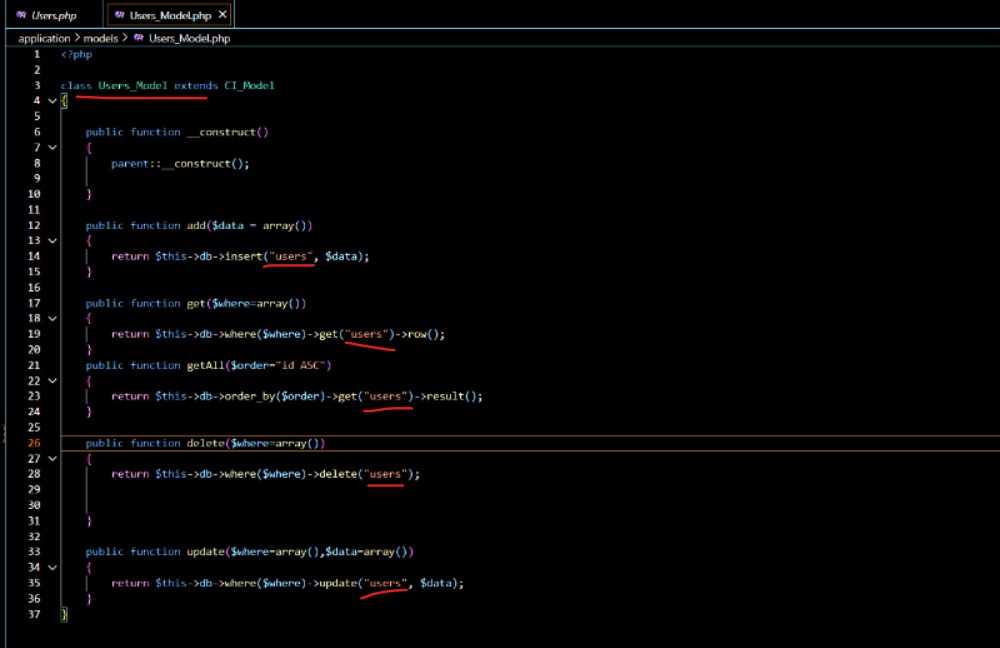 Users.php Users_Model.php ×
application > models > Users_Model.php
1 <?php
2
3 class Users_Model extends CI_Model
4 {
5
6 public function __construct()
7 {
8 parent::__construct();
9
10 }
11
12 public function add($data = array())
13 {
14 return $this->db->insert("users", $data);
15 }
16
17 public function get($where=array())
18 {
19 return $this->db->where($where)->get("users")->row();
20 }
21 public function getAll($order="id ASC")
22 {
23 return $this->db->order_by($order)->get("users")->result();
24 }
25
26 public function delete($where=array())
27 {
28 return $this->db->where($where)->delete("users");
29
30
31 }
32
33 public function update($where=array(),$data=array())
34 {
35 return $this->db->where($where)->update("users", $data);
36 }
37 }